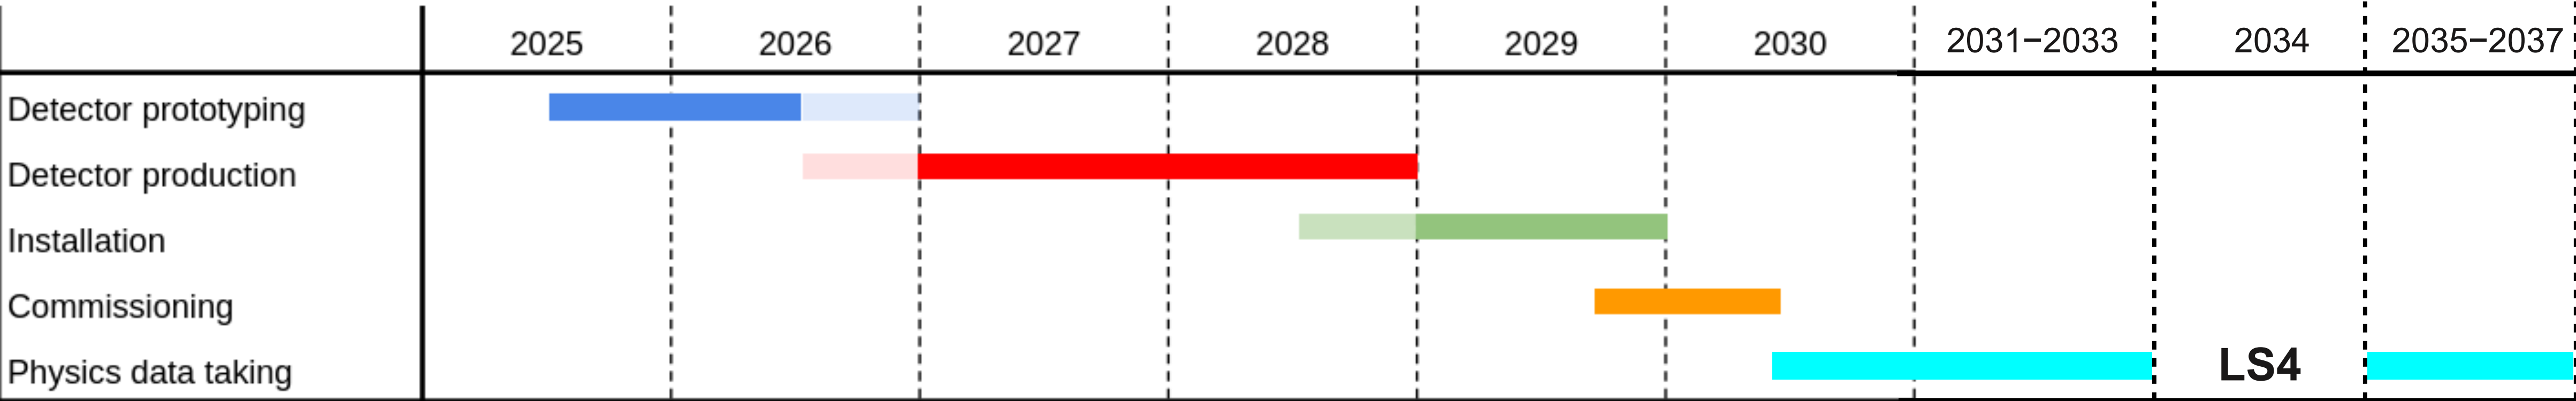 2025 2026 2027 2028 2029 2030 2031–2033 2034 2035–2037
Detector prototyping
Detector production
Installation
Commissioning
Physics data taking LS4